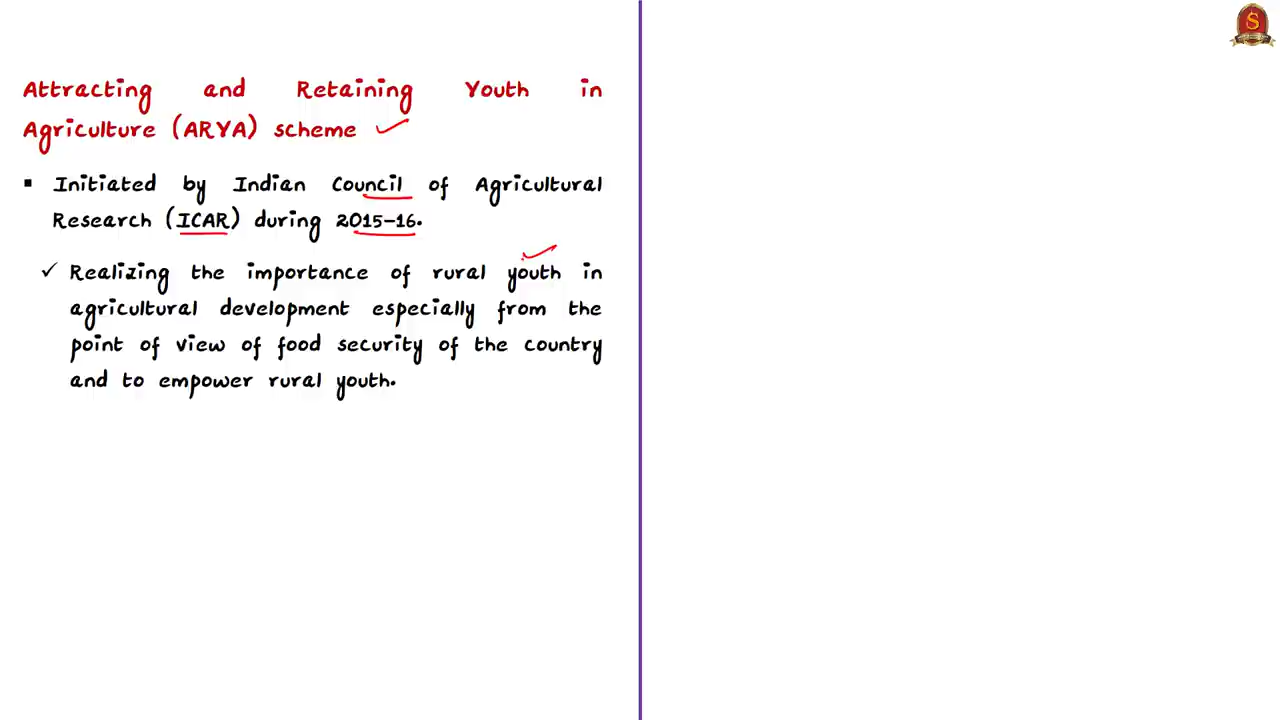 Attracting and Retaining Youth in
Agriculture (ARYA) scheme
▪ Initiated by Indian Council of Agricultural
Research (ICAR) during 2015-16.
✓ Realizing the importance of rural youth in
agricultural development especially from the
point of view of food security of the country
and to empower rural youth.
S